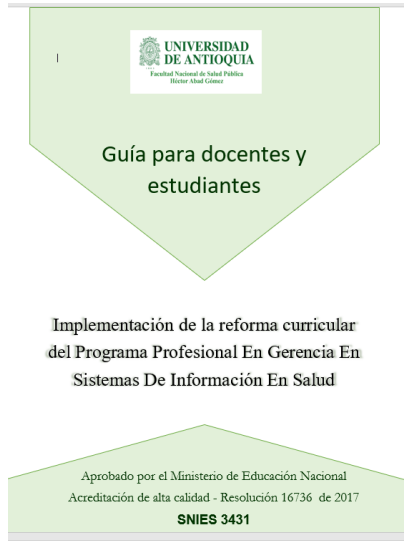 UNIVERSIDAD
DE ANTIOQUIA
Facultad Nacional de Salud Pública
Héctor Abad Gómez
Guía para docentes y
estudiantes
Implementación de la reforma curricular
del Programa Profesional En Gerencia En
Sistemas De Información En Salud
Aprobado por el Ministerio de Educación Nacional
Acreditación de alta calidad - Resolución 16736 de 2017
SNIES 3431